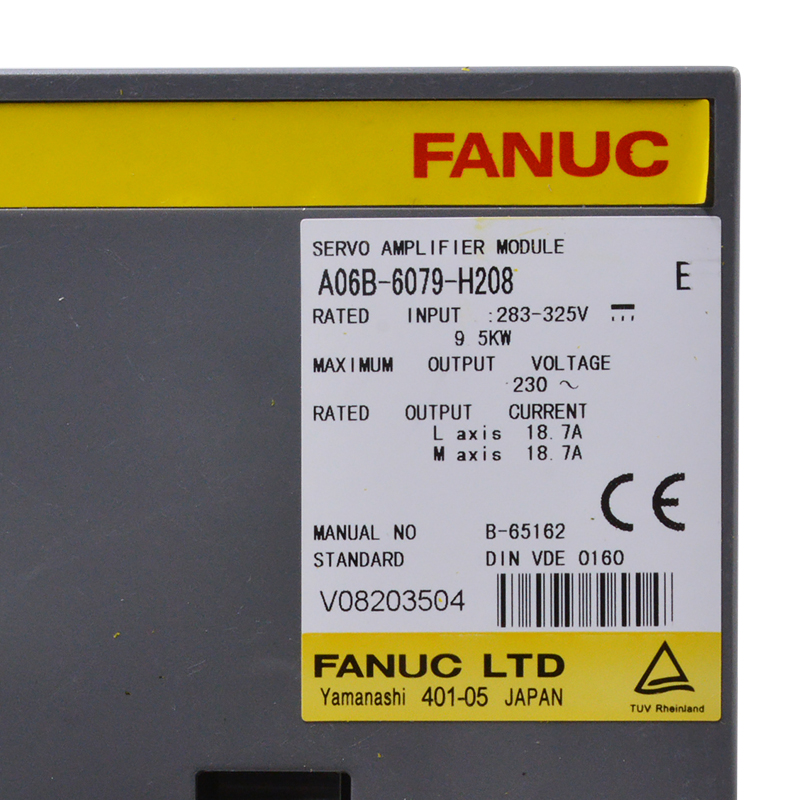 FANUC
SERVO AMPLIFIER MODULE
A06B-6079-H208 E
RATED INPUT :283-325V
9 5KW
MAXIMUM OUTPUT VOLTAGE
230 ~
RATED OUTPUT CURRENT
L axis 18.7A
M axis 18.7A
CE
MANUAL NO B-65162
STANDARD DIN VDE 0160
V08203504
FANUC LTD
Yamanashi 401-05 JAPAN
TUV Rheinland